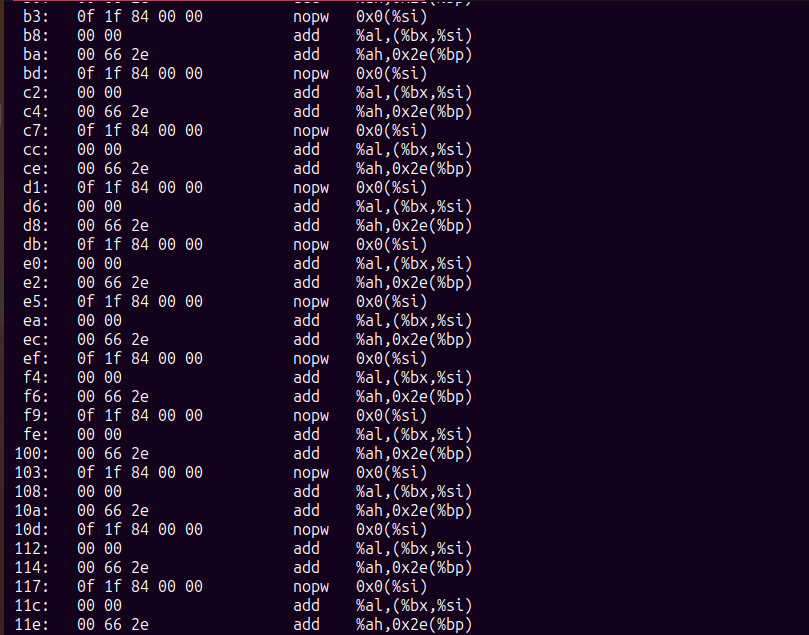 b3: 0f 1f 84 00 00 nopw 0x0(%si)
b8: 00 00 add %al,(%bx,%si)
ba: 00 66 2e add %ah,0x2e(%bp)
bd: 0f 1f 84 00 00 nopw 0x0(%si)
c2: 00 00 add %al,(%bx,%si)
c4: 00 66 2e add %ah,0x2e(%bp)
c7: 0f 1f 84 00 00 nopw 0x0(%si)
cc: 00 00 add %al,(%bx,%si)
ce: 00 66 2e add %ah,0x2e(%bp)
d1: 0f 1f 84 00 00 nopw 0x0(%si)
d6: 00 00 add %al,(%bx,%si)
d8: 00 66 2e add %ah,0x2e(%bp)
db: 0f 1f 84 00 00 nopw 0x0(%si)
e0: 00 00 add %al,(%bx,%si)
e2: 00 66 2e add %ah,0x2e(%bp)
e5: 0f 1f 84 00 00 nopw 0x0(%si)
ea: 00 00 add %al,(%bx,%si)
ec: 00 66 2e add %ah,0x2e(%bp)
ef: 0f 1f 84 00 00 nopw 0x0(%si)
f4: 00 00 add %al,(%bx,%si)
f6: 00 66 2e add %ah,0x2e(%bp)
f9: 0f 1f 84 00 00 nopw 0x0(%si)
fe: 00 00 add %al,(%bx,%si)
100: 00 66 2e add %ah,0x2e(%bp)
103: 0f 1f 84 00 00 nopw 0x0(%si)
108: 00 00 add %al,(%bx,%si)
10a: 00 66 2e add %ah,0x2e(%bp)
10d: 0f 1f 84 00 00 nopw 0x0(%si)
112: 00 00 add %al,(%bx,%si)
114: 00 66 2e add %ah,0x2e(%bp)
117: 0f 1f 84 00 00 nopw 0x0(%si)
11c: 00 00 add %al,(%bx,%si)
11e: 00 66 2e add %ah,0x2e(%bp)